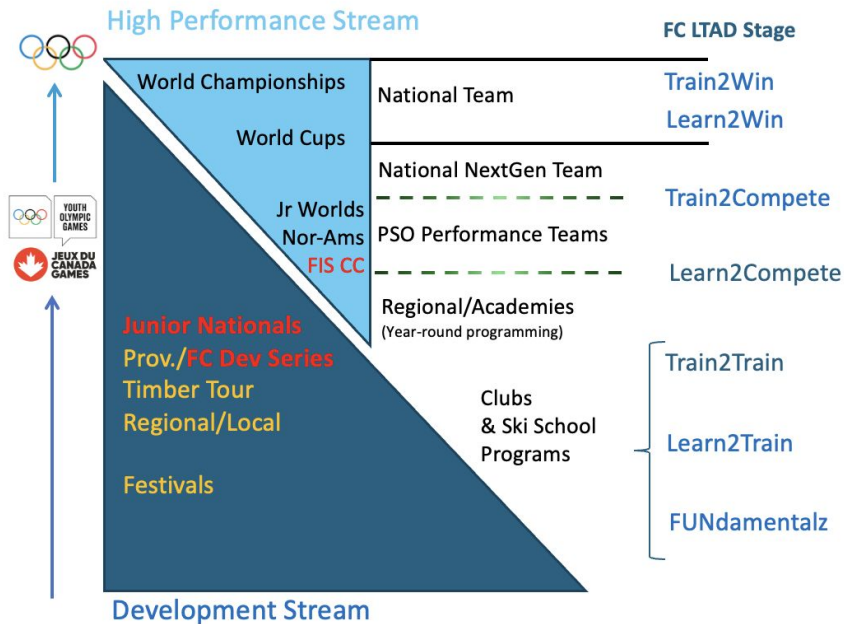 High Performance Stream
FC LTAD Stage
World Championships
National Team
Train2Win
Learn2Win
World Cups
National NextGen Team
Train2Compete
Jr Worlds
Nor-Ams
PSO Performance Teams
FIS CC
Learn2Compete
YOUTH
OLYMPIC
GAMES
JEUX DU
CANADA
GAMES
Regional/Academies
(Year-round programming)
Junior Nationals
Prov./FC Dev Series
Timber Tour
Regional/Local
Festivals
Clubs
& Ski School
Programs
Train2Train
Learn2Train
FUNdamentalz
Development Stream